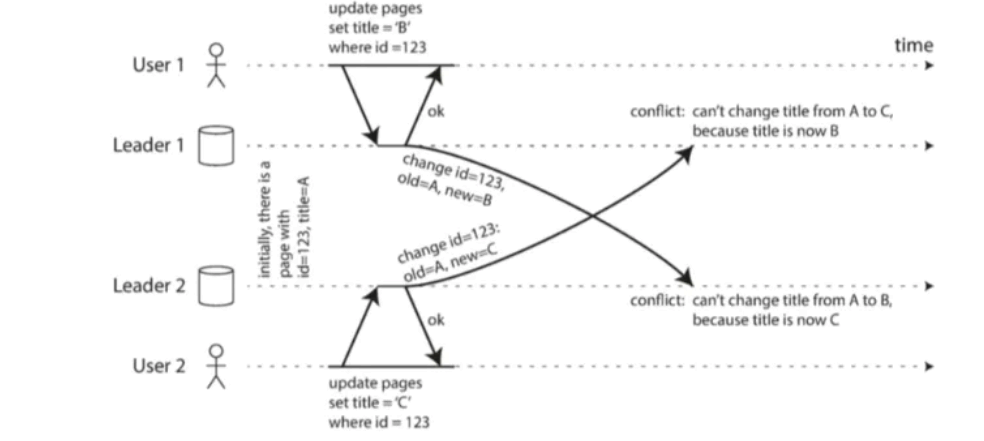 update pages
set title = 'B'
where id =123
time
User 1
ok
conflict: can't change title from A to C,
because title is now B
Leader 1
change id=123,
old=A, new=B
initially, there is a
page with
id=123, title=A
change id=123:
old=A, new=C
Leader 2
conflict: can't change title from A to B,
because title is now C
ok
User 2
update pages
set title = 'C'
where id = 123